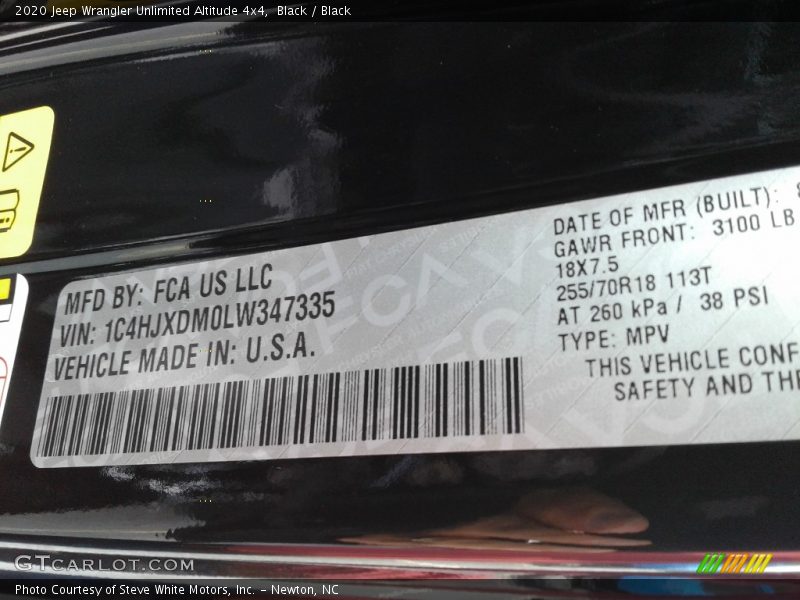 2020 Jeep Wrangler Unlimited Altitude 4x4, Black / Black
MFD BY: FCA US LLC
VIN: 1C4HJXDM0LW347335
VEHICLE MADE IN: U.S.A.
DATE OF MFR (BUILT):
GAWR FRONT: 3100 LB
18X7.5
255/70R18 113T
AT 260 kPa / 38 PSI
TYPE: MPV
THIS VEHICLE CONF
SAFETY AND THE
GTCARLOT.COM
Photo Courtesy of Steve White Motors, Inc. – Newton, NC